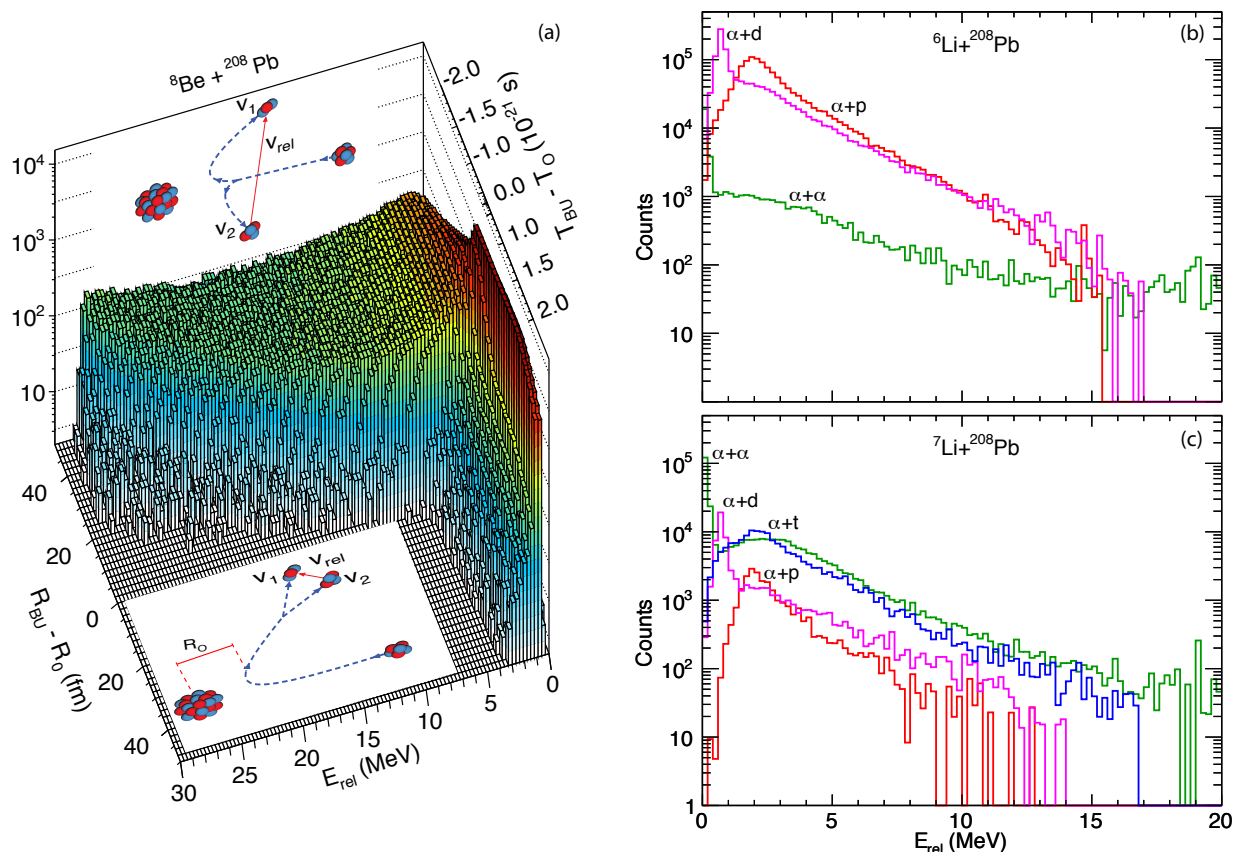 (a)
⁸Be + ²⁰⁸Pb
V₁
V_rel
V₂
T_BU - T_O (10⁻²¹ s)
-2.0
-1.5
-1.0
0.0
1.0
1.5
2.0
10⁴
10³
10²
10
40
20
0
20
40
R_BU - R₀ (fm)
V₁
V_rel
V₂
R_O
30
25
20
15
10
5
0
E_rel (MeV)
(b)
⁶Li+²⁰⁸Pb
α+d
α+p
α+α
Counts
10⁵
10⁴
10³
10²
10
(c)
⁷Li+²⁰⁸Pb
α+α
α+d
α+t
α+p
Counts
10⁵
10⁴
10³
10²
10
1
0
5
10
15
20
E_rel (MeV)